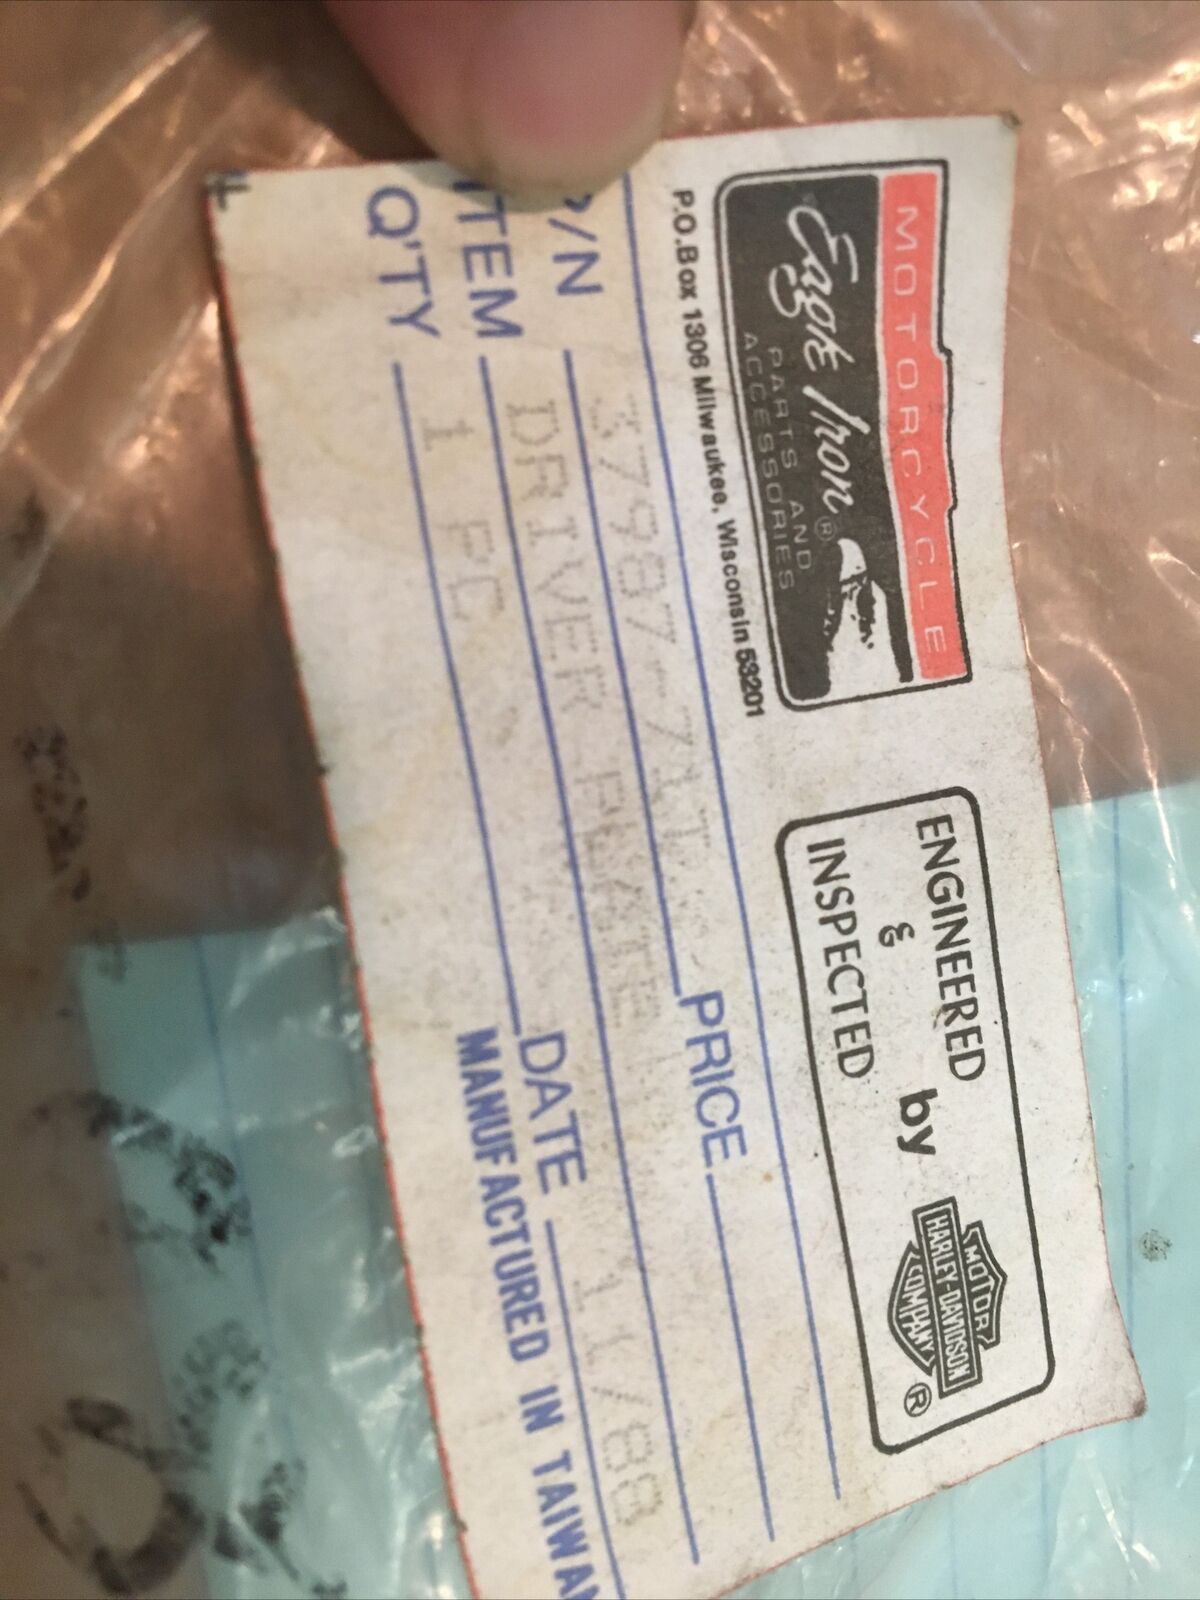 MOTORCYCLE
Eagle Iron®
PARTS AND
ACCESSORIES
P.O.Box 1306 Milwaukee, Wisconsin 53201
ENGINEERED
&
INSPECTED
by
MOTOR
HARLEY-DAVIDSON
COMPANY
®
P/N 37987-71T PRICE
ITEM DRIVER PLATE
Q'TY 1 PC DATE 11/88
MANUFACTURED IN TAIWAN